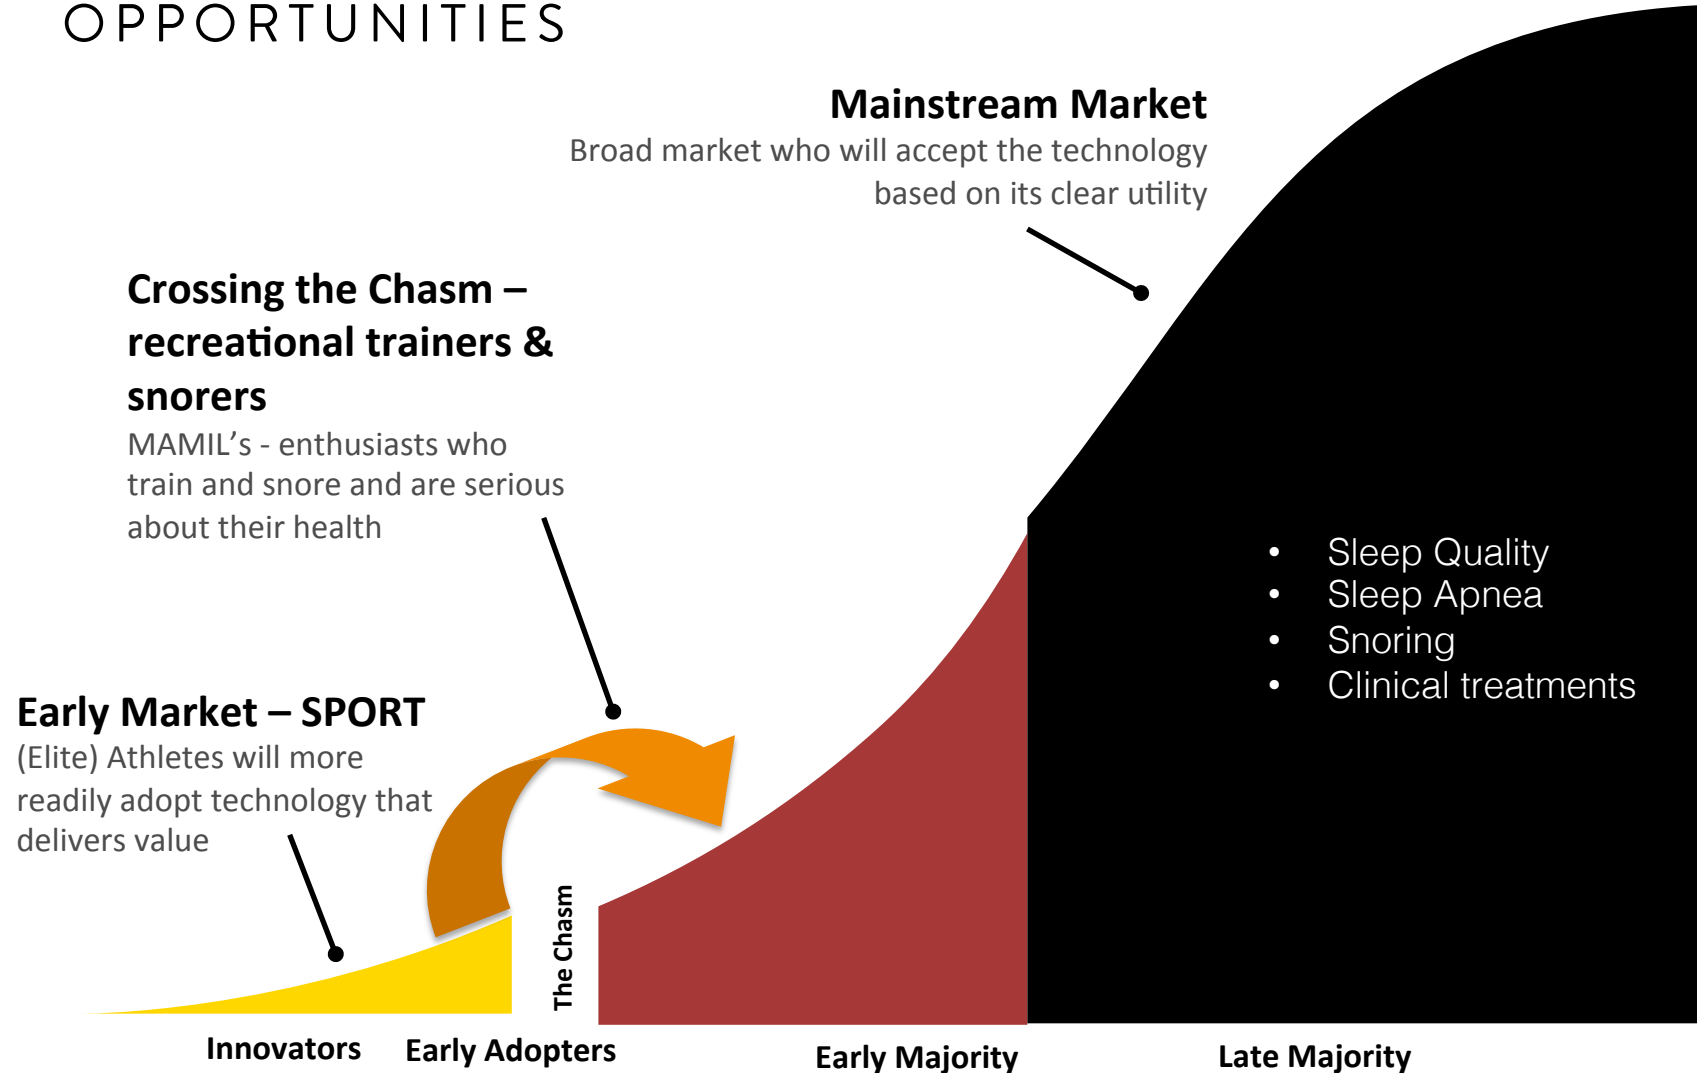 OPPORTUNITIES
Mainstream Market
Broad market who will accept the technology
based on its clear utility
Crossing the Chasm –
recreational trainers &
snorers
MAMIL's - enthusiasts who
train and snore and are serious
about their health
Early Market – SPORT
(Elite) Athletes will more
readily adopt technology that
delivers value
• Sleep Quality
• Sleep Apnea
• Snoring
• Clinical treatments
The Chasm
Innovators
Early Adopters
Early Majority
Late Majority